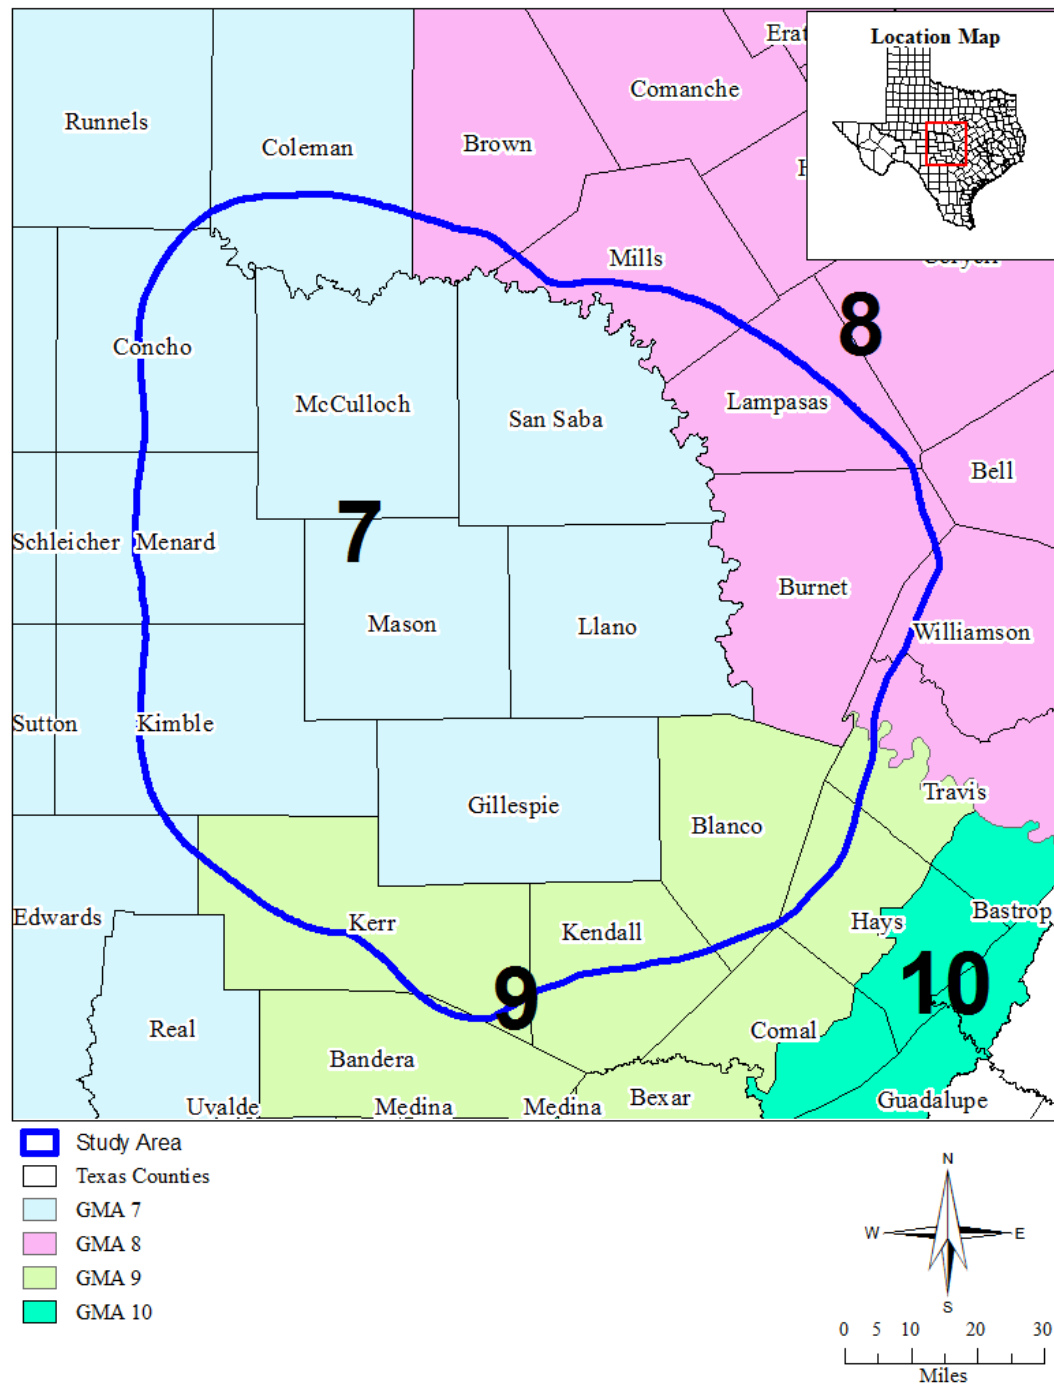 Location Map
Erat
Comanche
Runnels
Coleman
Brown
Mills
8
Concho
McCulloch
San Saba
Lampasas
Bell
7
Schleicher
Menard
Burnet
Mason
Llano
Williamson
Sutton
Kimble
Gillespie
Travis
Blanco
Edwards
Kerr
Kendall
Hays
Bastrop
9
10
Real
Bandera
Comal
Uvalde
Medina
Medina
Bexar
Guadalupe
Study Area
Texas Counties
GMA 7
GMA 8
GMA 9
GMA 10
N
W
E
S
0 5 10 20 30
Miles